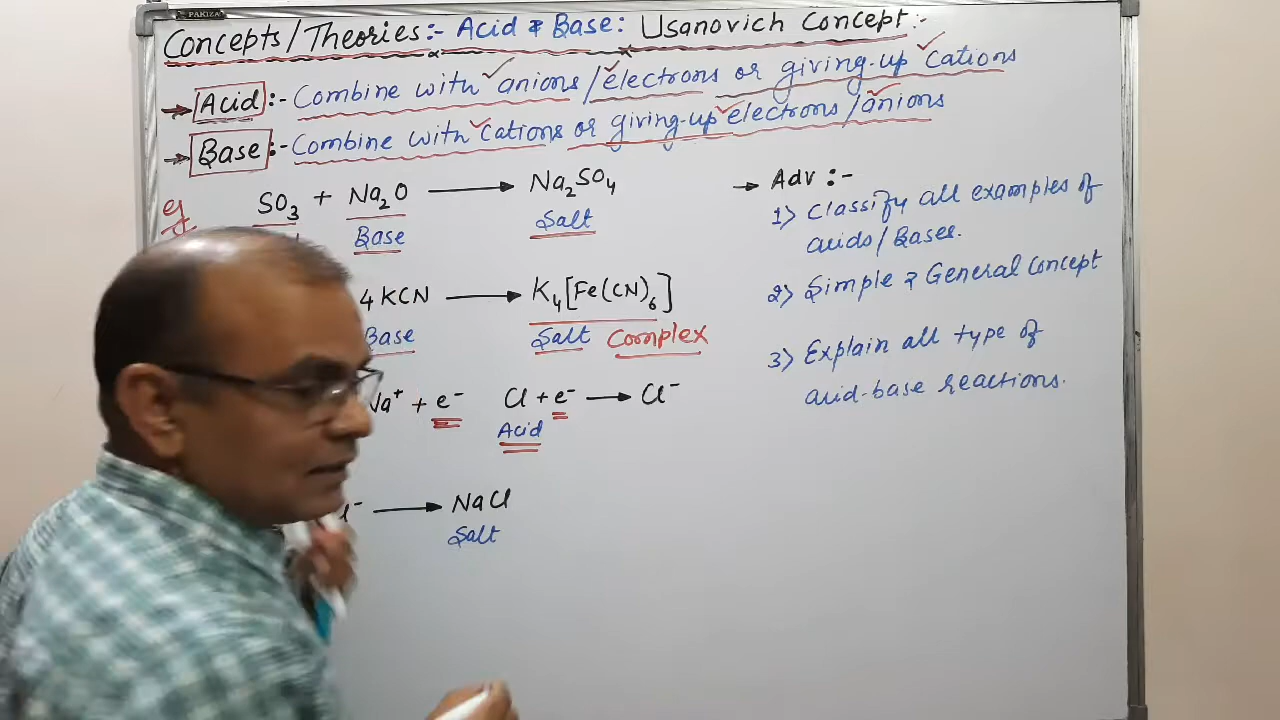 PAKIZA
Concepts/Theories:- Acid & Base: Usanovich Concept:-
Acid :- Combine with anions/electrons or giving-up cations
Base :- Combine with cations or giving-up electrons/anions
eg SO₃ + Na₂O → Na₂SO₄
Base Salt
4KCN → K₄[Fe(CN)₆]
Base Salt Complex
Na⁺ + e⁻ Cl + e⁻ → Cl⁻
Acid
l⁻ → NaCl
Salt
→ Adv :-
1) Classify all examples of
acids/Bases.
2) Simple & General Concept
3) Explain all type of
acid-base reactions.